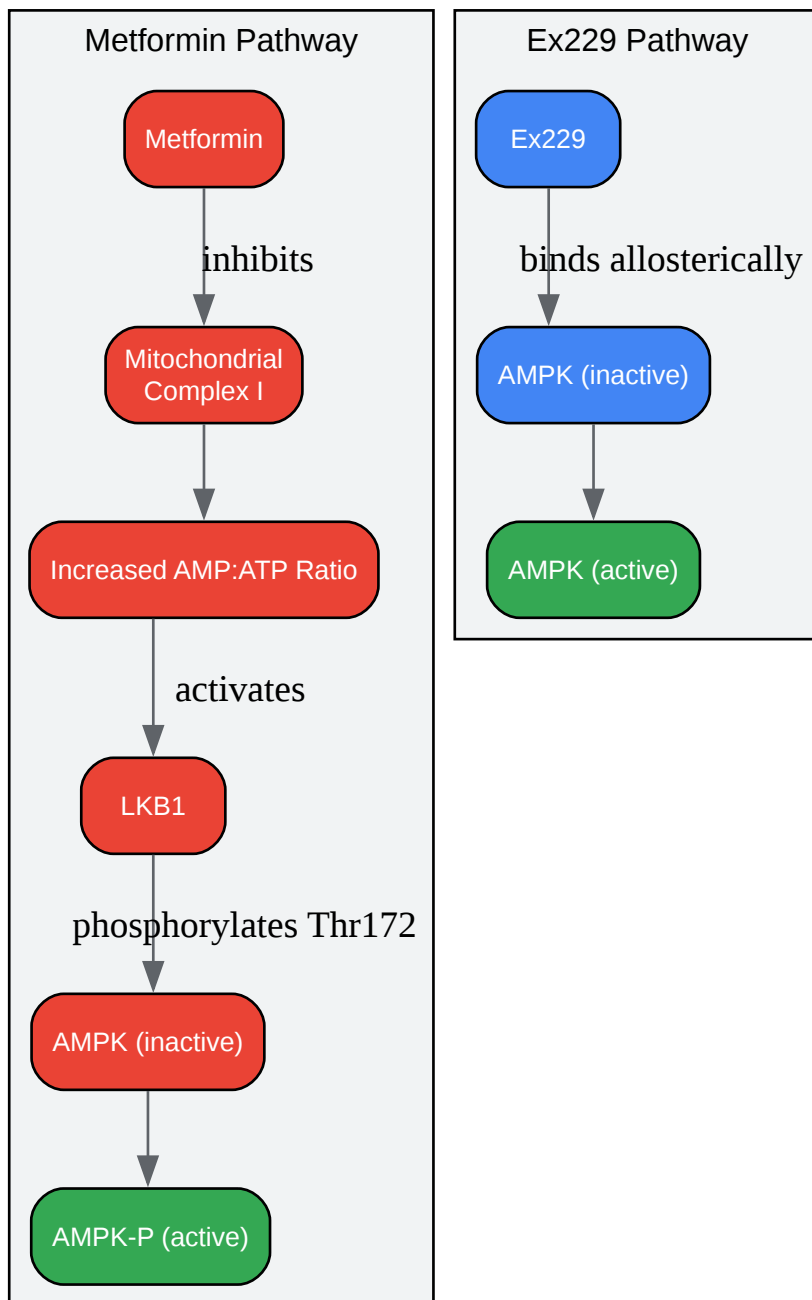 Metformin Pathway
Metformin
inhibits
Mitochondrial
Complex I
Increased AMP:ATP Ratio
activates
LKB1
phosphorylates Thr172
AMPK (inactive)
AMPK-P (active)
Ex229 Pathway
Ex229
binds allosterically
AMPK (inactive)
AMPK (active)